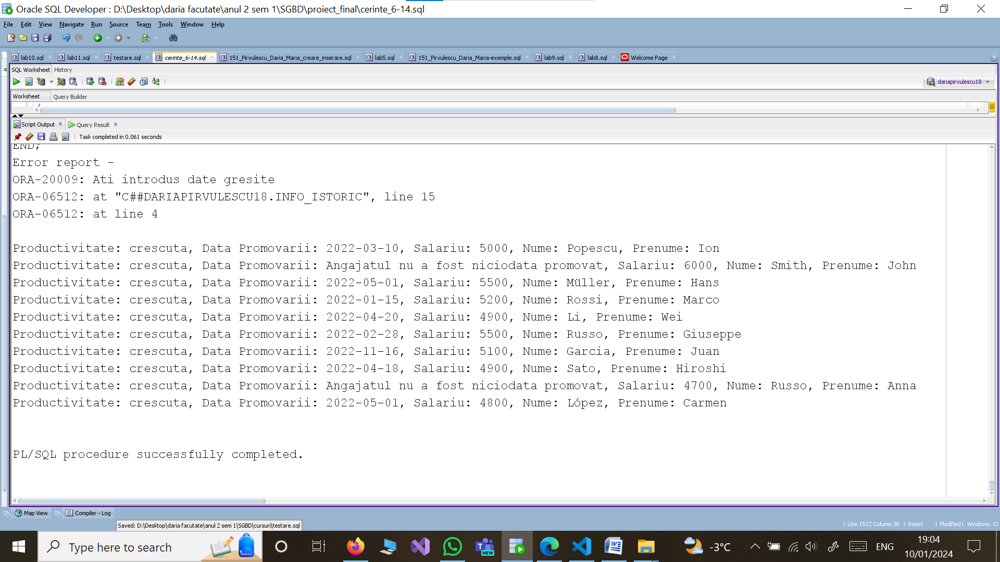 Oracle SQL Developer : D:\Desktop\daria facutate\anul 2 sem 1\SGBD\proiect_final\cerinte_6-14.sql
File Edit View Navigate Run Source Team Tools Window Help
lab10.sql lab11.sql testare.sql cerinte_6-14.sql 151_Pirvulescu_Daria_Maria_creare_inserare.sql lab5.sql 151_Pirvulescu_Daria_Maria-exemple.sql lab9.sql lab8.sql Welcome Page
SQL Worksheet History
dariapirvulescu18
Worksheet Query Builder
/
Script Output Query Result
Task completed in 0.061 seconds
END;
Error report -
ORA-20009: Ati introdus date gresite
ORA-06512: at "C##DARIAPIRVULESCU18.INFO_ISTORIC", line 15
ORA-06512: at line 4
Productivitate: crescuta, Data Promovarii: 2022-03-10, Salariu: 5000, Nume: Popescu, Prenume: Ion
Productivitate: crescuta, Data Promovarii: Angajatul nu a fost niciodata promovat, Salariu: 6000, Nume: Smith, Prenume: John
Productivitate: crescuta, Data Promovarii: 2022-05-01, Salariu: 5500, Nume: Müller, Prenume: Hans
Productivitate: crescuta, Data Promovarii: 2022-01-15, Salariu: 5200, Nume: Rossi, Prenume: Marco
Productivitate: crescuta, Data Promovarii: 2022-04-20, Salariu: 4900, Nume: Li, Prenume: Wei
Productivitate: crescuta, Data Promovarii: 2022-02-28, Salariu: 5500, Nume: Russo, Prenume: Giuseppe
Productivitate: crescuta, Data Promovarii: 2022-11-16, Salariu: 5100, Nume: Garcia, Prenume: Juan
Productivitate: crescuta, Data Promovarii: 2022-04-18, Salariu: 4900, Nume: Sato, Prenume: Hiroshi
Productivitate: crescuta, Data Promovarii: Angajatul nu a fost niciodata promovat, Salariu: 4700, Nume: Russo, Prenume: Anna
Productivitate: crescuta, Data Promovarii: 2022-05-01, Salariu: 4800, Nume: López, Prenume: Carmen
PL/SQL procedure successfully completed.
Map View Compiler - Log
Saved: D:\Desktop\daria facutate\anul 2 sem 1\SGBD\cursuri\testare.sql
Line 1512 Column 36 | Insert | Modified | Windows: Cl
Type here to search
NEW
-3°C
ENG
19:04
10/01/2024